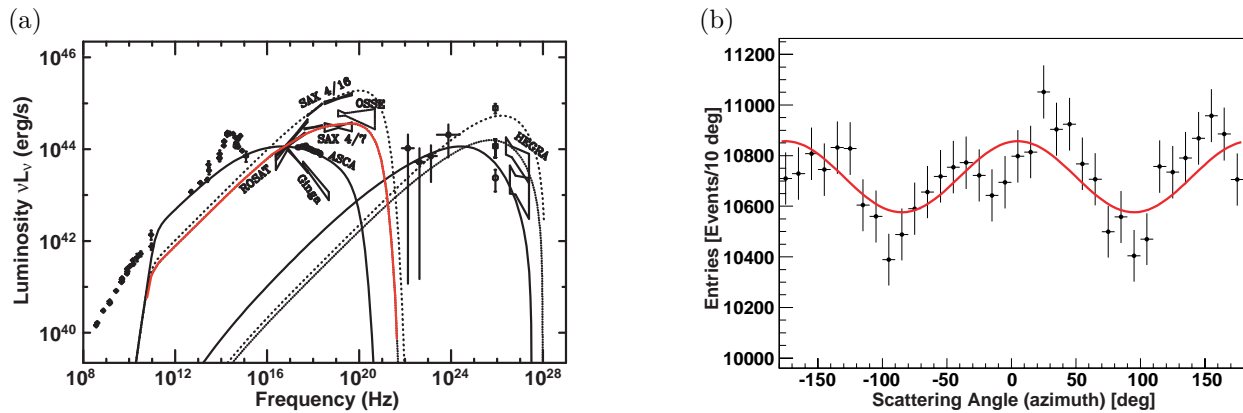 (a)
10^46
10^44
10^42
10^40
Luminosity νL_ν (erg/s)
SAX 4/16
OSSE
SAX 4/7
ROSAT
ASCA
Ginga
HEGRA
10^8 10^12 10^16 10^20 10^24 10^28
Frequency (Hz)
(b)
11200
11000
10800
10600
10400
10200
10000
Entries [Events/10 deg]
-150 -100 -50 0 50 100 150
Scattering Angle (azimuth) [deg]